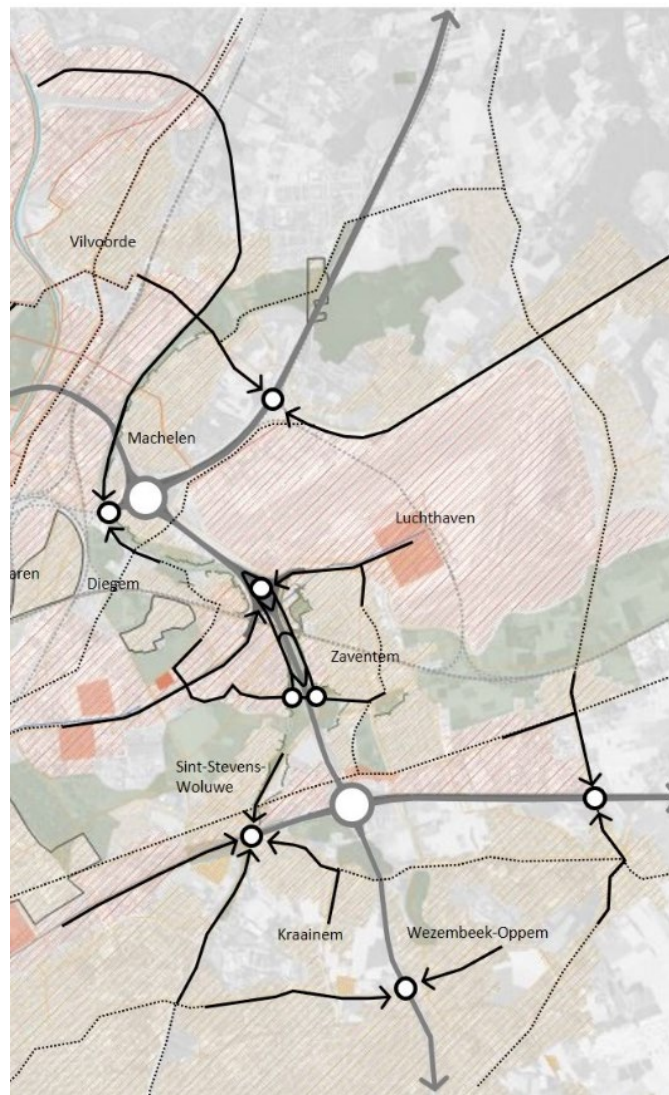 Vilvoorde
Machelen
Luchthaven
aren
Diegem
Zaventem
Sint-Stevens-
Woluwe
Kraainem
Wezembeek-Oppem